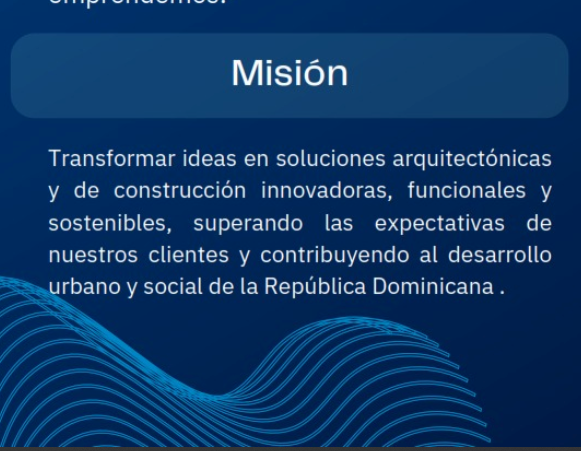 emprendemos.
Misión
Transformar ideas en soluciones arquitectónicas
y de construcción innovadoras, funcionales y
sostenibles, superando las expectativas de
nuestros clientes y contribuyendo al desarrollo
urbano y social de la República Dominicana .